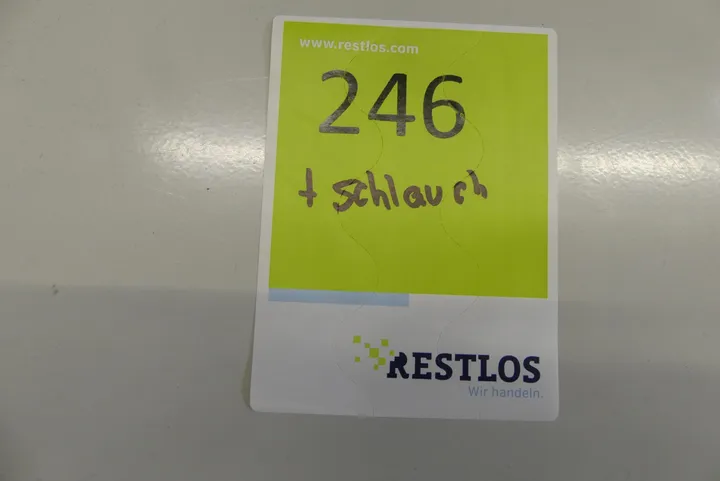 www.restlos.com
246
+ schlauch
RESTLOS
Wir handeln.